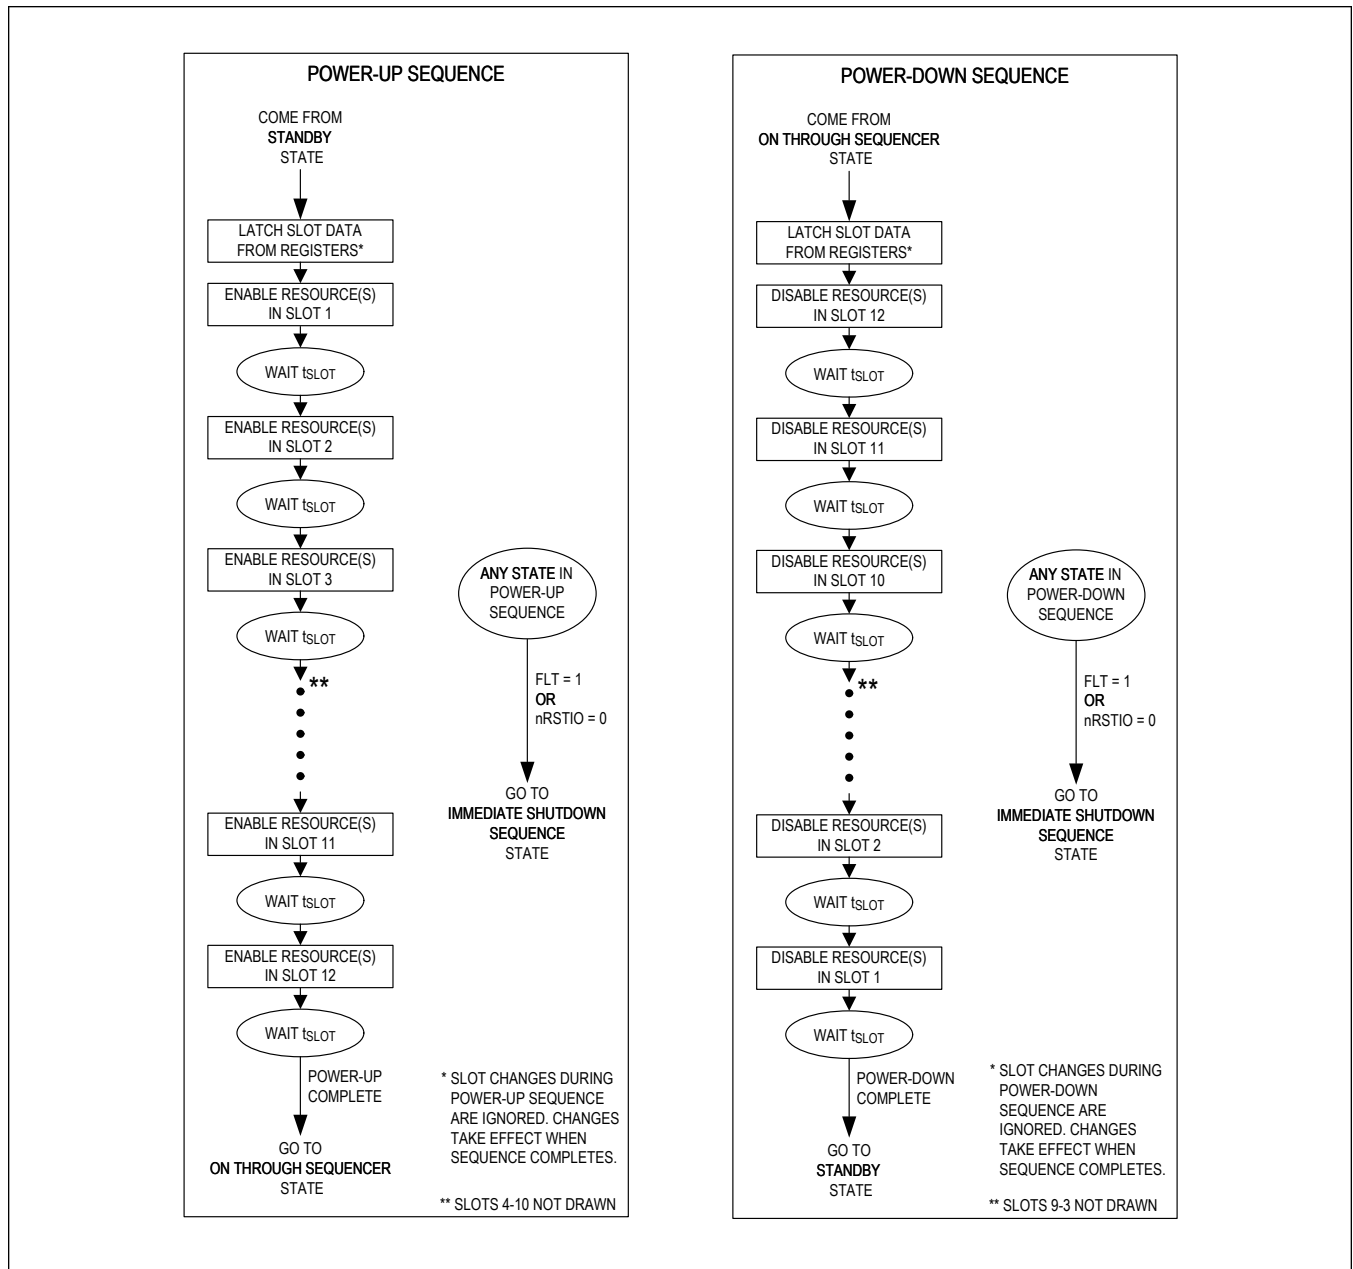 POWER-UP SEQUENCE
COME FROM
STANDBY
STATE
LATCH SLOT DATA
FROM REGISTERS*
ENABLE RESOURCE(S)
IN SLOT 1
WAIT tSLOT
ENABLE RESOURCE(S)
IN SLOT 2
WAIT tSLOT
ENABLE RESOURCE(S)
IN SLOT 3
WAIT tSLOT
**
ENABLE RESOURCE(S)
IN SLOT 11
WAIT tSLOT
ENABLE RESOURCE(S)
IN SLOT 12
WAIT tSLOT
POWER-UP
COMPLETE
GO TO
ON THROUGH SEQUENCER
STATE
ANY STATE IN
POWER-UP
SEQUENCE
FLT = 1
OR
nRSTIO = 0
GO TO
IMMEDIATE SHUTDOWN
SEQUENCE
STATE
* SLOT CHANGES DURING
POWER-UP SEQUENCE
ARE IGNORED. CHANGES
TAKE EFFECT WHEN
SEQUENCE COMPLETES.
** SLOTS 4-10 NOT DRAWN
POWER-DOWN SEQUENCE
COME FROM
ON THROUGH SEQUENCER
STATE
LATCH SLOT DATA
FROM REGISTERS*
DISABLE RESOURCE(S)
IN SLOT 12
WAIT tSLOT
DISABLE RESOURCE(S)
IN SLOT 11
WAIT tSLOT
DISABLE RESOURCE(S)
IN SLOT 10
WAIT tSLOT
**
DISABLE RESOURCE(S)
IN SLOT 2
WAIT tSLOT
DISABLE RESOURCE(S)
IN SLOT 1
WAIT tSLOT
POWER-DOWN
COMPLETE
GO TO
STANDBY
STATE
ANY STATE IN
POWER-DOWN
SEQUENCE
FLT = 1
OR
nRSTIO = 0
GO TO
IMMEDIATE SHUTDOWN
SEQUENCE
STATE
* SLOT CHANGES DURING
POWER-DOWN
SEQUENCE ARE
IGNORED. CHANGES
TAKE EFFECT WHEN
SEQUENCE COMPLETES.
** SLOTS 9-3 NOT DRAWN